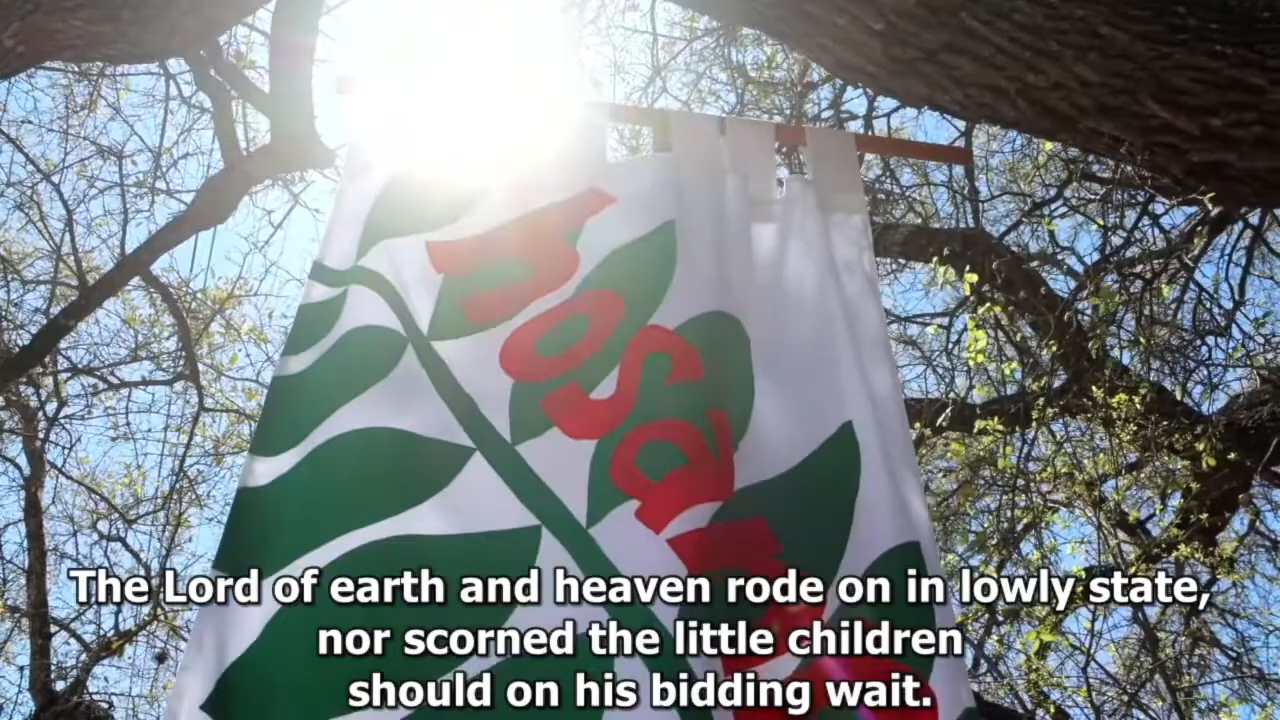 hosanna
The Lord of earth and heaven rode on in lowly state,
nor scorned the little children
should on his bidding wait.